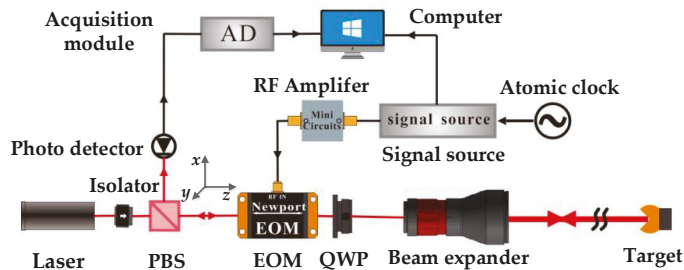 Acquisition module
AD
Computer
RF Amplifer
Mini Circuits
signal source
Atomic clock
Signal source
Photo detector
Isolator
x
y
z
RF IN
Newport
EOM
Laser
PBS
EOM
QWP
Beam expander
Target